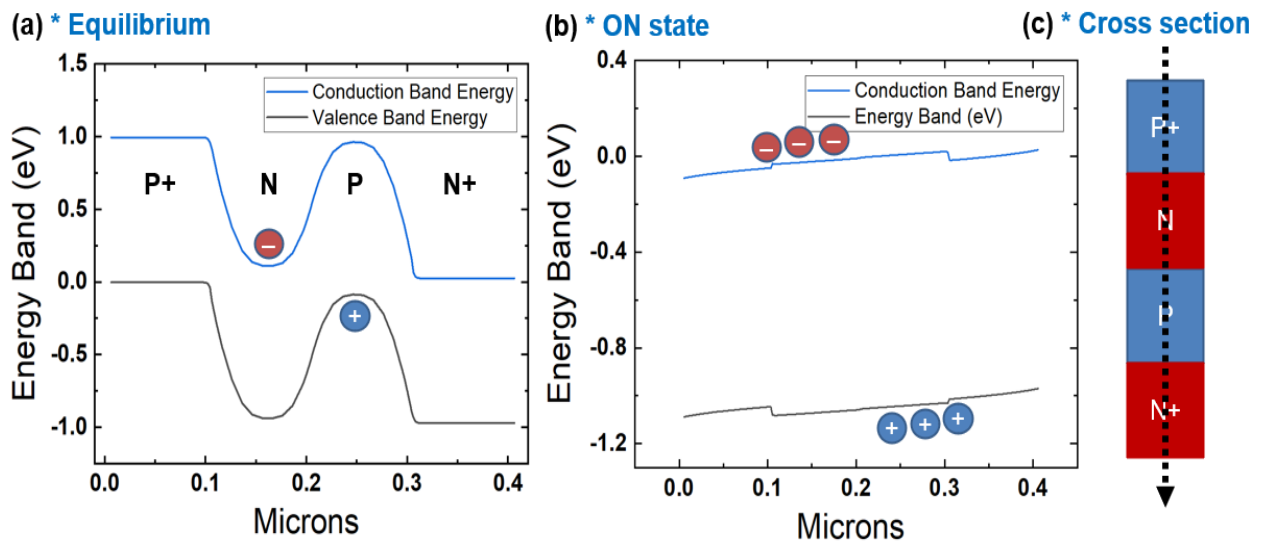 (a) * Equilibrium
(b) * ON state
(c) * Cross section
1.5
1.0
0.5
0.0
-0.5
-1.0
Energy Band (eV)
Conduction Band Energy
Valence Band Energy
P+ N P N+
−
+
0.0 0.1 0.2 0.3 0.4
Microns
0.4
0.0
-0.4
-0.8
-1.2
Energy Band (eV)
Conduction Band Energy
Energy Band (eV)
− − −
+ + +
0.0 0.1 0.2 0.3 0.4
Microns
P+
N
P
N+